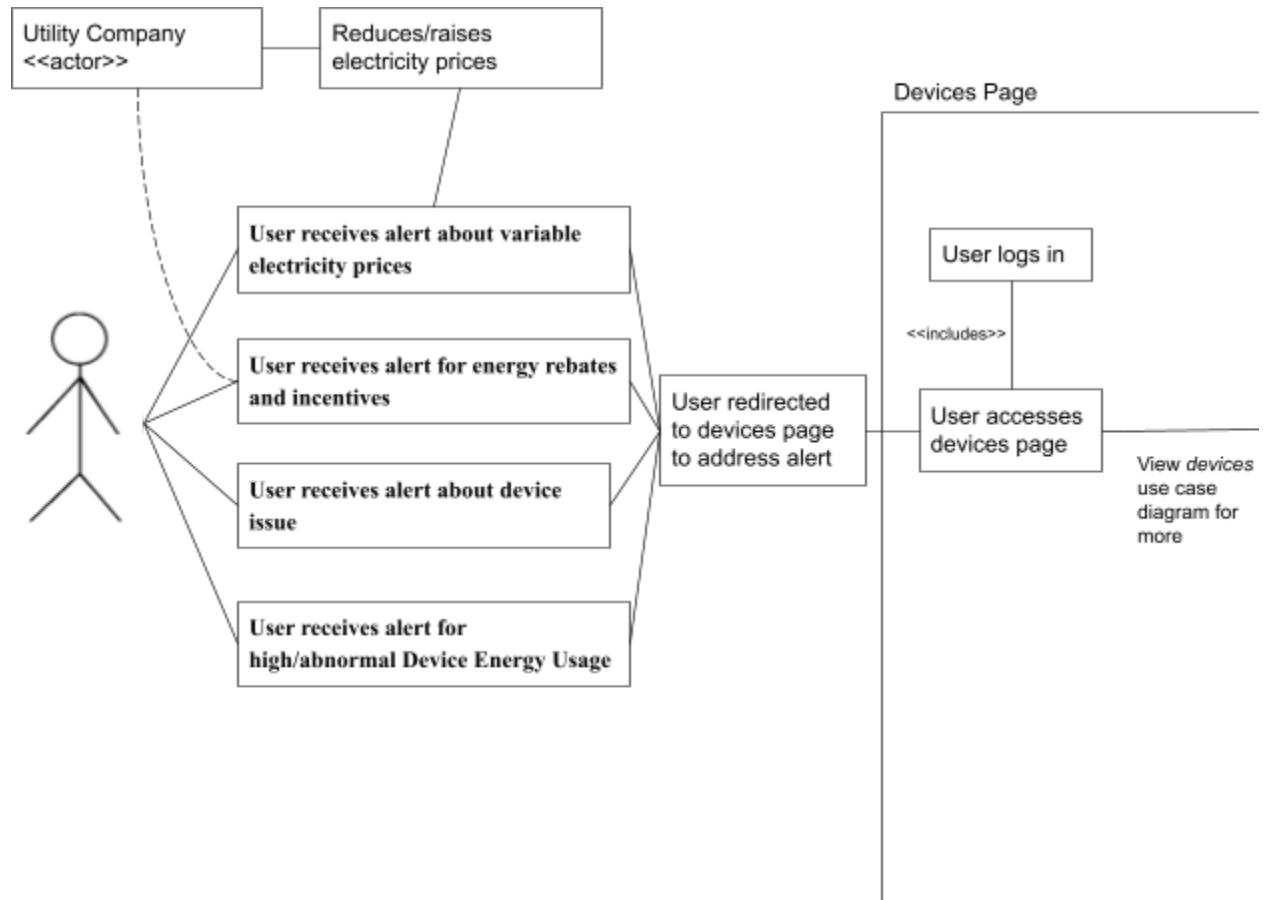 Utility Company
<<actor>>
Reduces/raises
electricity prices
Devices Page
User receives alert about variable
electricity prices
User logs in
<<includes>>
User receives alert for energy rebates
and incentives
User redirected
to devices page
to address alert
User accesses
devices page
View devices
use case
diagram for
more
User receives alert about device
issue
User receives alert for
high/abnormal Device Energy Usage